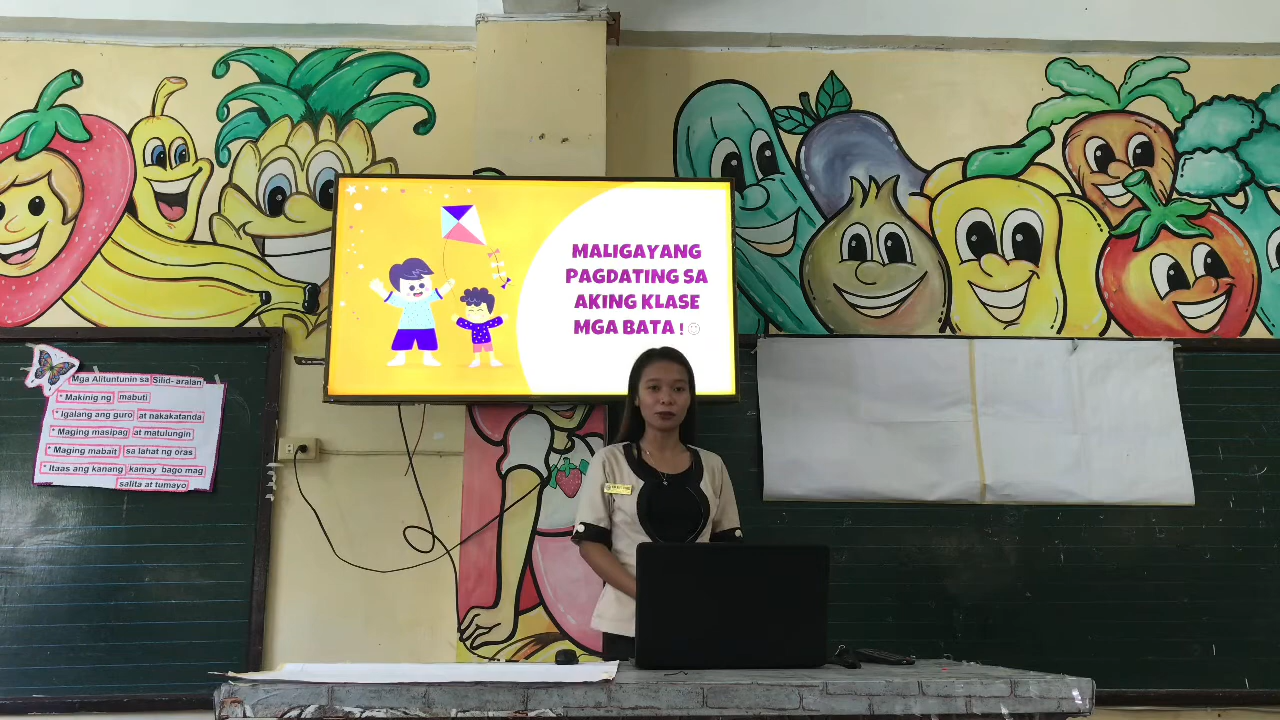 MALIGAYANG
PAGDATING SA
AKING KLASE
MGA BATA !
Mga Alituntunin sa Silid- aralan
* Makinig ng mabuti
* Igalang ang guro at nakakatanda
* Maging masipag at matulungin
* Maging mabait sa lahat ng oras
* Itaas ang kanang kamay bago mag
salita at tumayo